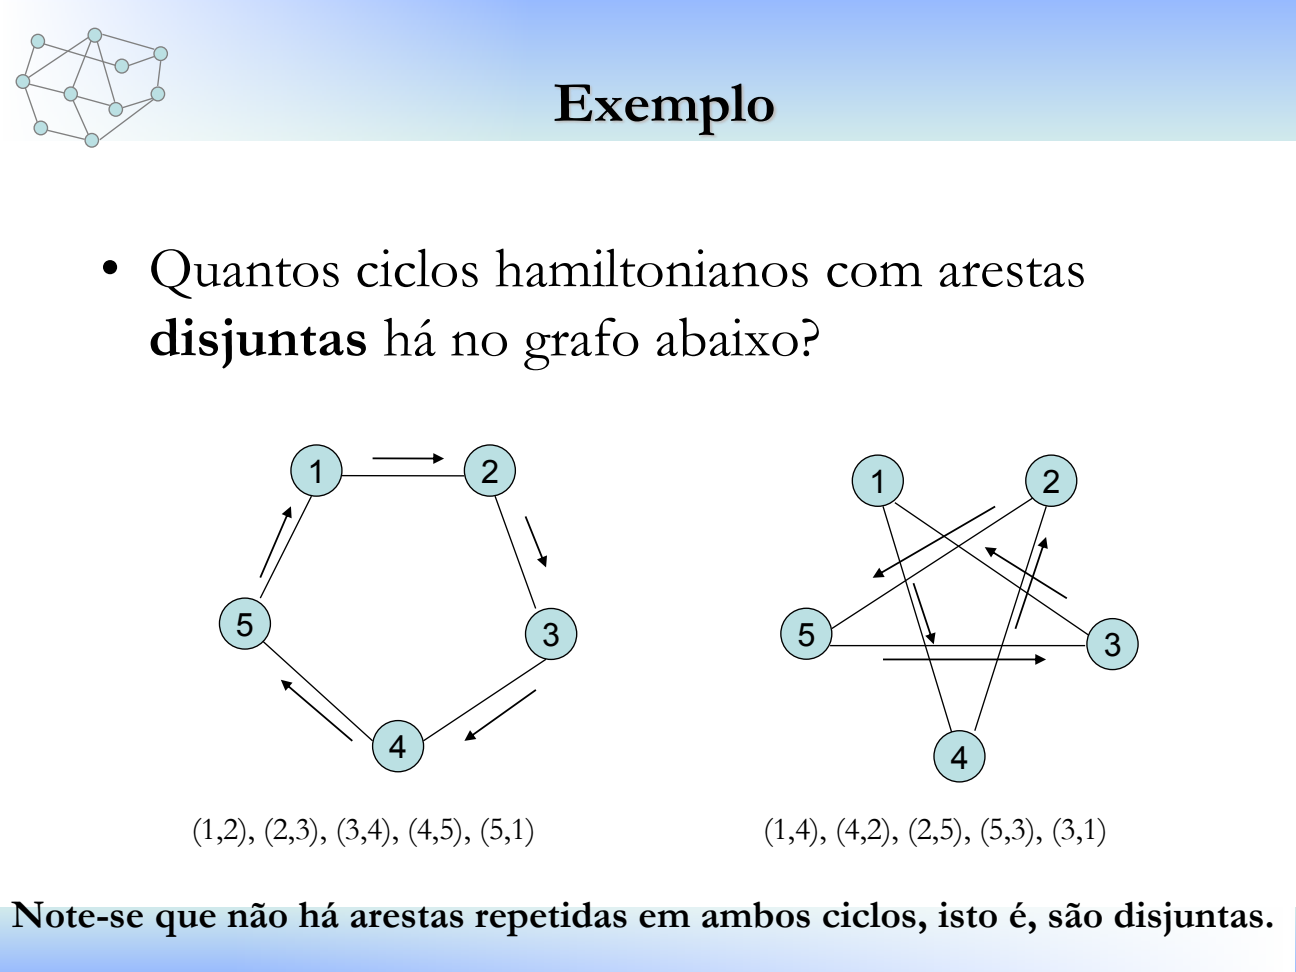 Exemplo
• Quantos ciclos hamiltonianos com arestas
disjuntas há no grafo abaixo?
1 2
5 3
4
1 2
5 3
4
(1,2), (2,3), (3,4), (4,5), (5,1)
(1,4), (4,2), (2,5), (5,3), (3,1)
Note-se que não há arestas repetidas em ambos ciclos, isto é, são disjuntas.